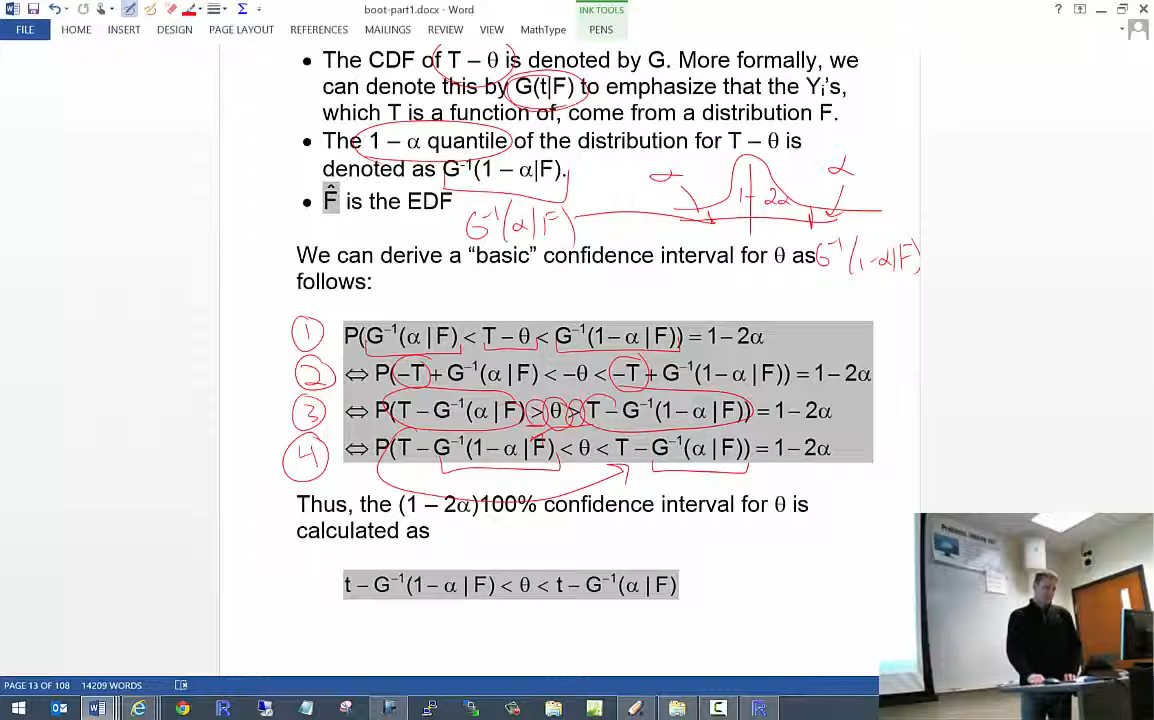 boot-part1.docx - Word
INK TOOLS
FILE HOME INSERT DESIGN PAGE LAYOUT REFERENCES MAILINGS REVIEW VIEW MathType PENS
• The CDF of T – θ is denoted by G. More formally, we
can denote this by G(t|F) to emphasize that the Yᵢ's,
which T is a function of, come from a distribution F.
• The 1 – α quantile of the distribution for T – θ is
denoted as G⁻¹(1 – α|F).
α
α
1-2α
• F̂ is the EDF
G⁻¹(α|F)
We can derive a “basic” confidence interval for θ as
G⁻¹(1-α|F)
follows:
1 P(G⁻¹(α | F) < T – θ < G⁻¹(1– α | F)) = 1– 2α
2 ⇔ P(–T + G⁻¹(α | F) < –θ < –T + G⁻¹(1– α | F)) = 1– 2α
3 ⇔ P(T – G⁻¹(α | F) > θ > T – G⁻¹(1– α | F)) = 1– 2α
4 ⇔ P(T – G⁻¹(1– α | F) < θ < T – G⁻¹(α | F)) = 1– 2α
Thus, the (1 – 2α)100% confidence interval for θ is
calculated as
t – G⁻¹(1– α | F) < θ < t – G⁻¹(α | F)
PAGE 13 OF 108 14209 WORDS